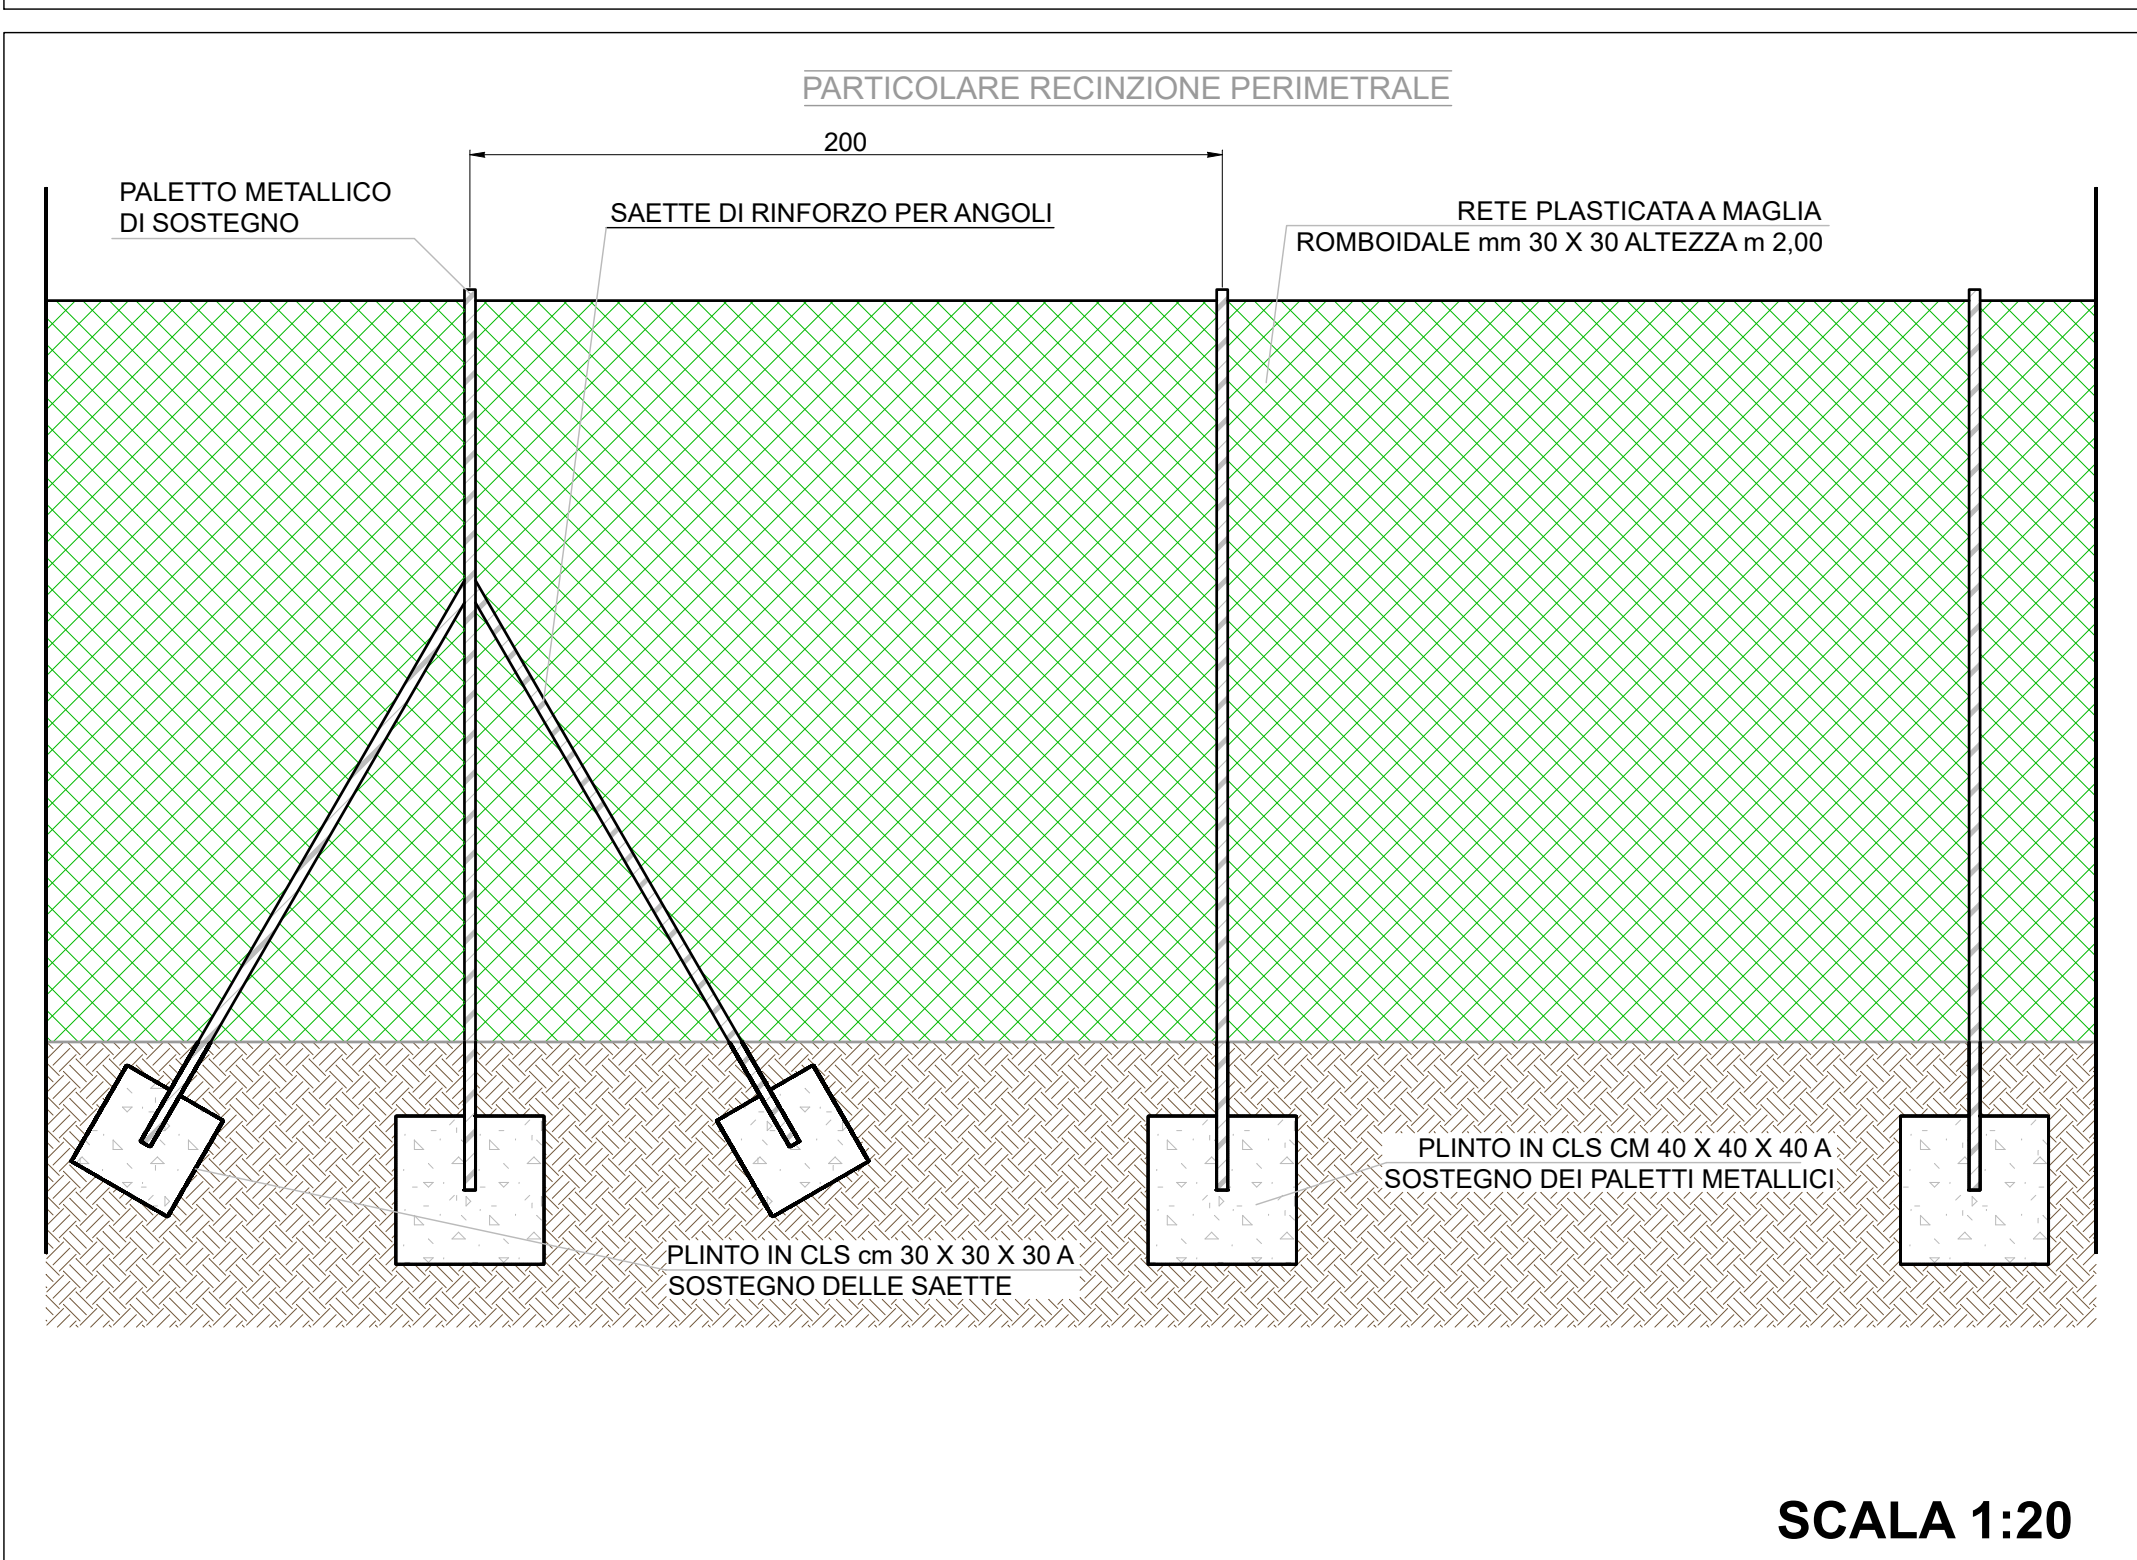 PARTICOLARE RECINZIONE PERIMETRALE
200
PALETTO METALLICO
DI SOSTEGNO
SAETTE DI RINFORZO PER ANGOLI
RETE PLASTICATA A MAGLIA
ROMBOIDALE mm 30 X 30 ALTEZZA m 2,00
PLINTO IN CLS CM 40 X 40 X 40 A
SOSTEGNO DEI PALETTI METALLICI
PLINTO IN CLS cm 30 X 30 X 30 A
SOSTEGNO DELLE SAETTE
SCALA 1:20